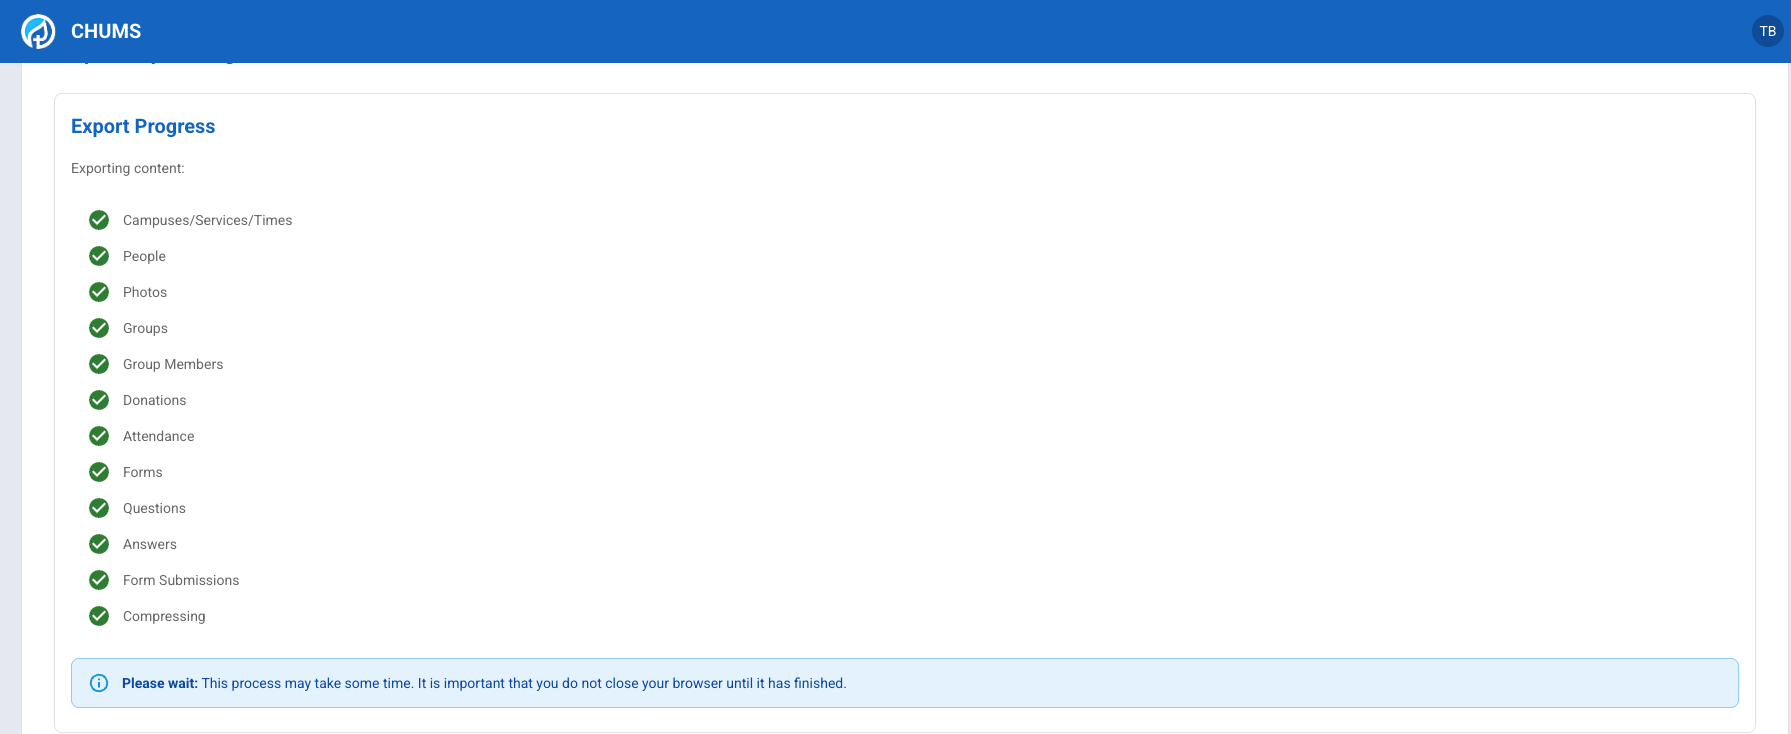 CHUMS
TB
Export Progress
Exporting content:
Campuses/Services/Times
People
Photos
Groups
Group Members
Donations
Attendance
Forms
Questions
Answers
Form Submissions
Compressing
Please wait: This process may take some time. It is important that you do not close your browser until it has finished.